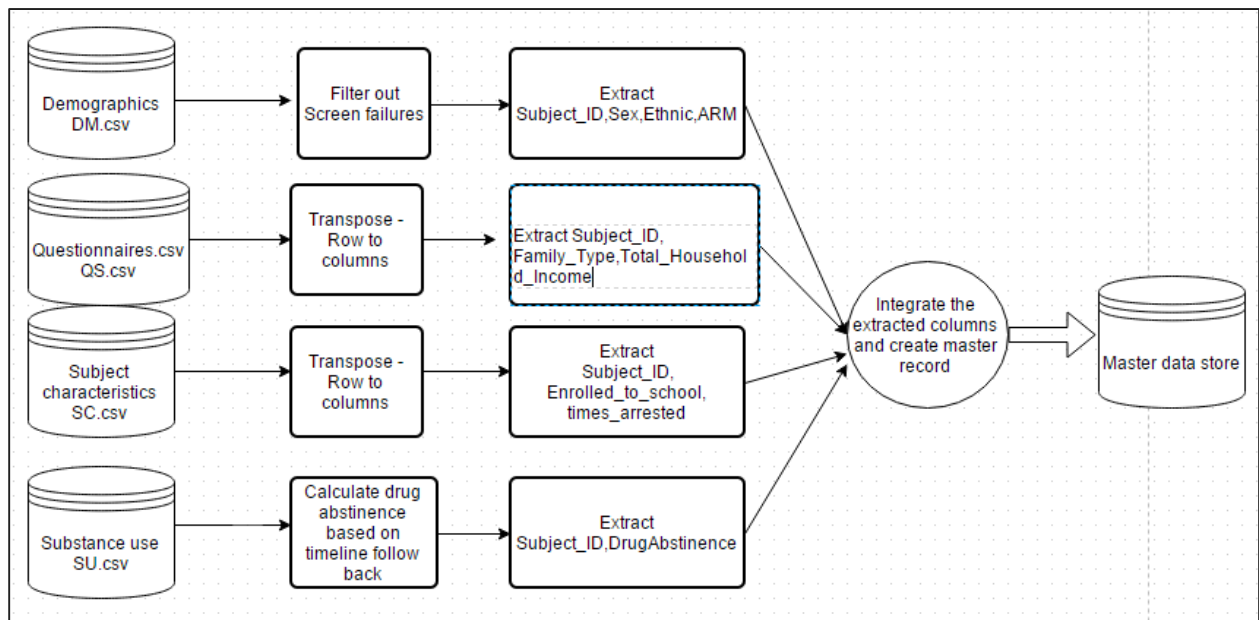 Demographics
DM.csv
Filter out
Screen failures
Extract
Subject_ID,Sex,Ethnic,ARM
Questionnaires.csv
QS.csv
Transpose -
Row to
columns
Extract Subject_ID,
Family_Type,Total_Househol
d_Income
Subject
characteristics
SC.csv
Transpose -
Row to
columns
Extract
Subject_ID,
Enrolled_to_school,
times_arrested
Substance use
SU.csv
Calculate drug
abstinence
based on
timeline follow
back
Extract
Subject_ID,DrugAbstinence
Integrate the
extracted columns
and create master
record
Master data store